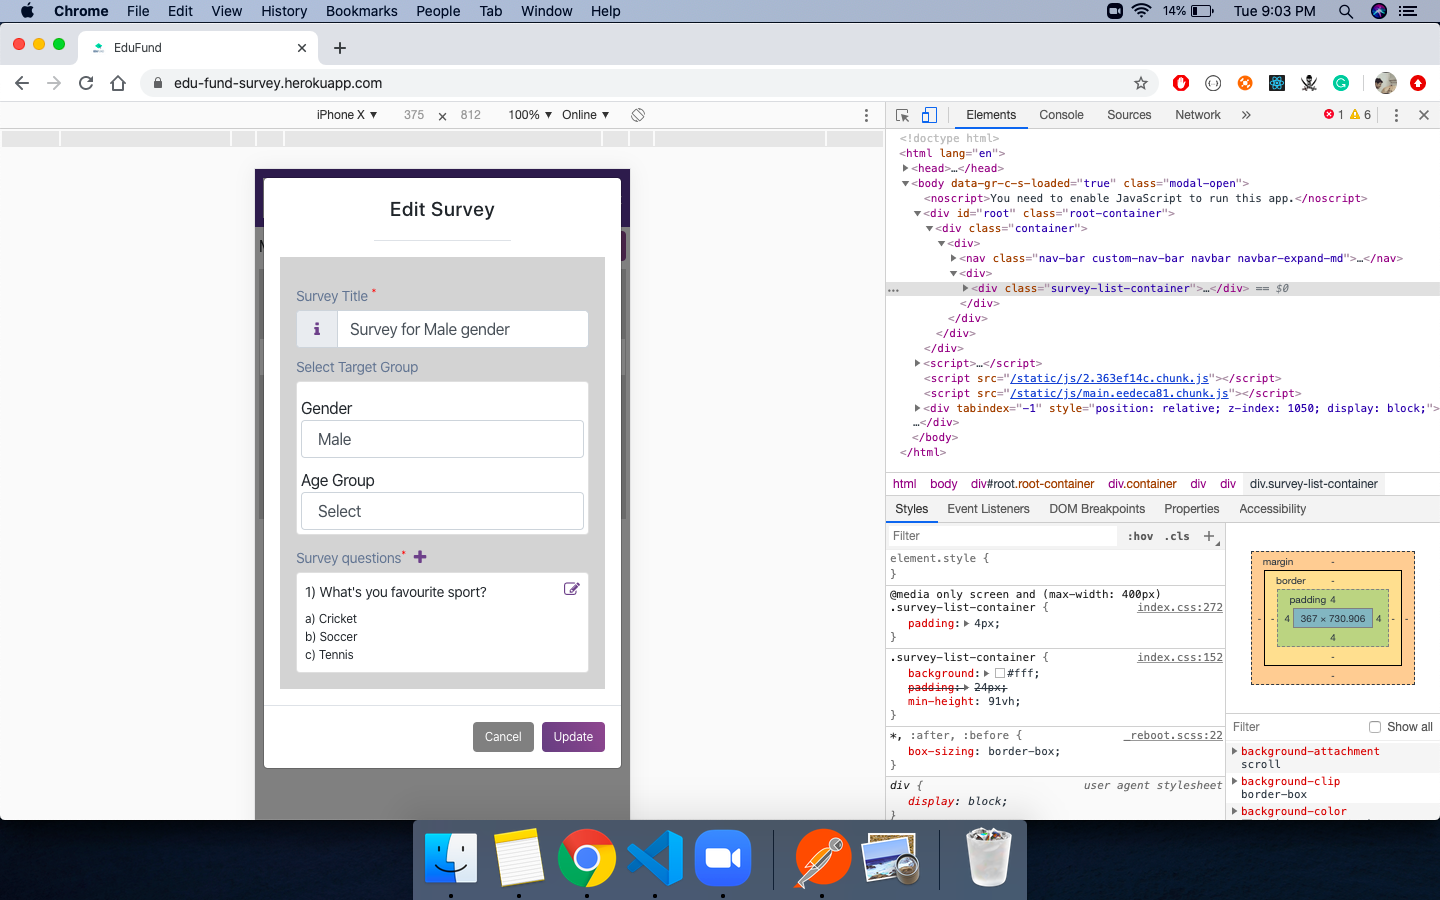 Chrome File Edit View History Bookmarks People Tab Window Help 14% Tue 9:03 PM
EduFund
edu-fund-survey.herokuapp.com
iPhone X ▼ 375 × 812 100% ▼ Online ▼
Elements Console Sources Network » 1 6
<!doctype html>
<html lang="en">
<head>…</head>
<body data-gr-c-s-loaded="true" class="modal-open">
<noscript>You need to enable JavaScript to run this app.</noscript>
<div id="root" class="root-container">
<div class="container">
<div>
<nav class="nav-bar custom-nav-bar navbar navbar-expand-md">…</nav>
<div>
… <div class="survey-list-container">…</div> == $0
</div>
</div>
</div>
</div>
<script>…</script>
<script src="/static/js/2.363ef14c.chunk.js"></script>
<script src="/static/js/main.eedeca81.chunk.js"></script>
<div tabindex="-1" style="position: relative; z-index: 1050; display: block;">
…</div>
</body>
</html>
html body div#root.root-container div.container div div div.survey-list-container
Styles Event Listeners DOM Breakpoints Properties Accessibility
Filter :hov .cls +
element.style {
}
@media only screen and (max-width: 400px)
.survey-list-container { index.css:272
padding: 4px;
}
.survey-list-container { index.css:152
background: #fff;
padding: 24px;
min-height: 91vh;
}
*, :after, :before { _reboot.scss:22
box-sizing: border-box;
}
div { user agent stylesheet
display: block;
}
margin -
border -
padding 4
- - 4 367 × 730.906 4 - -
4
-
-
Filter Show all
background-attachment
scroll
background-clip
border-box
background-color
Edit Survey
Survey Title *
i Survey for Male gender
Select Target Group
Gender
Male
Age Group
Select
Survey questions* +
1) What's you favourite sport?
a) Cricket
b) Soccer
c) Tennis
Cancel Update